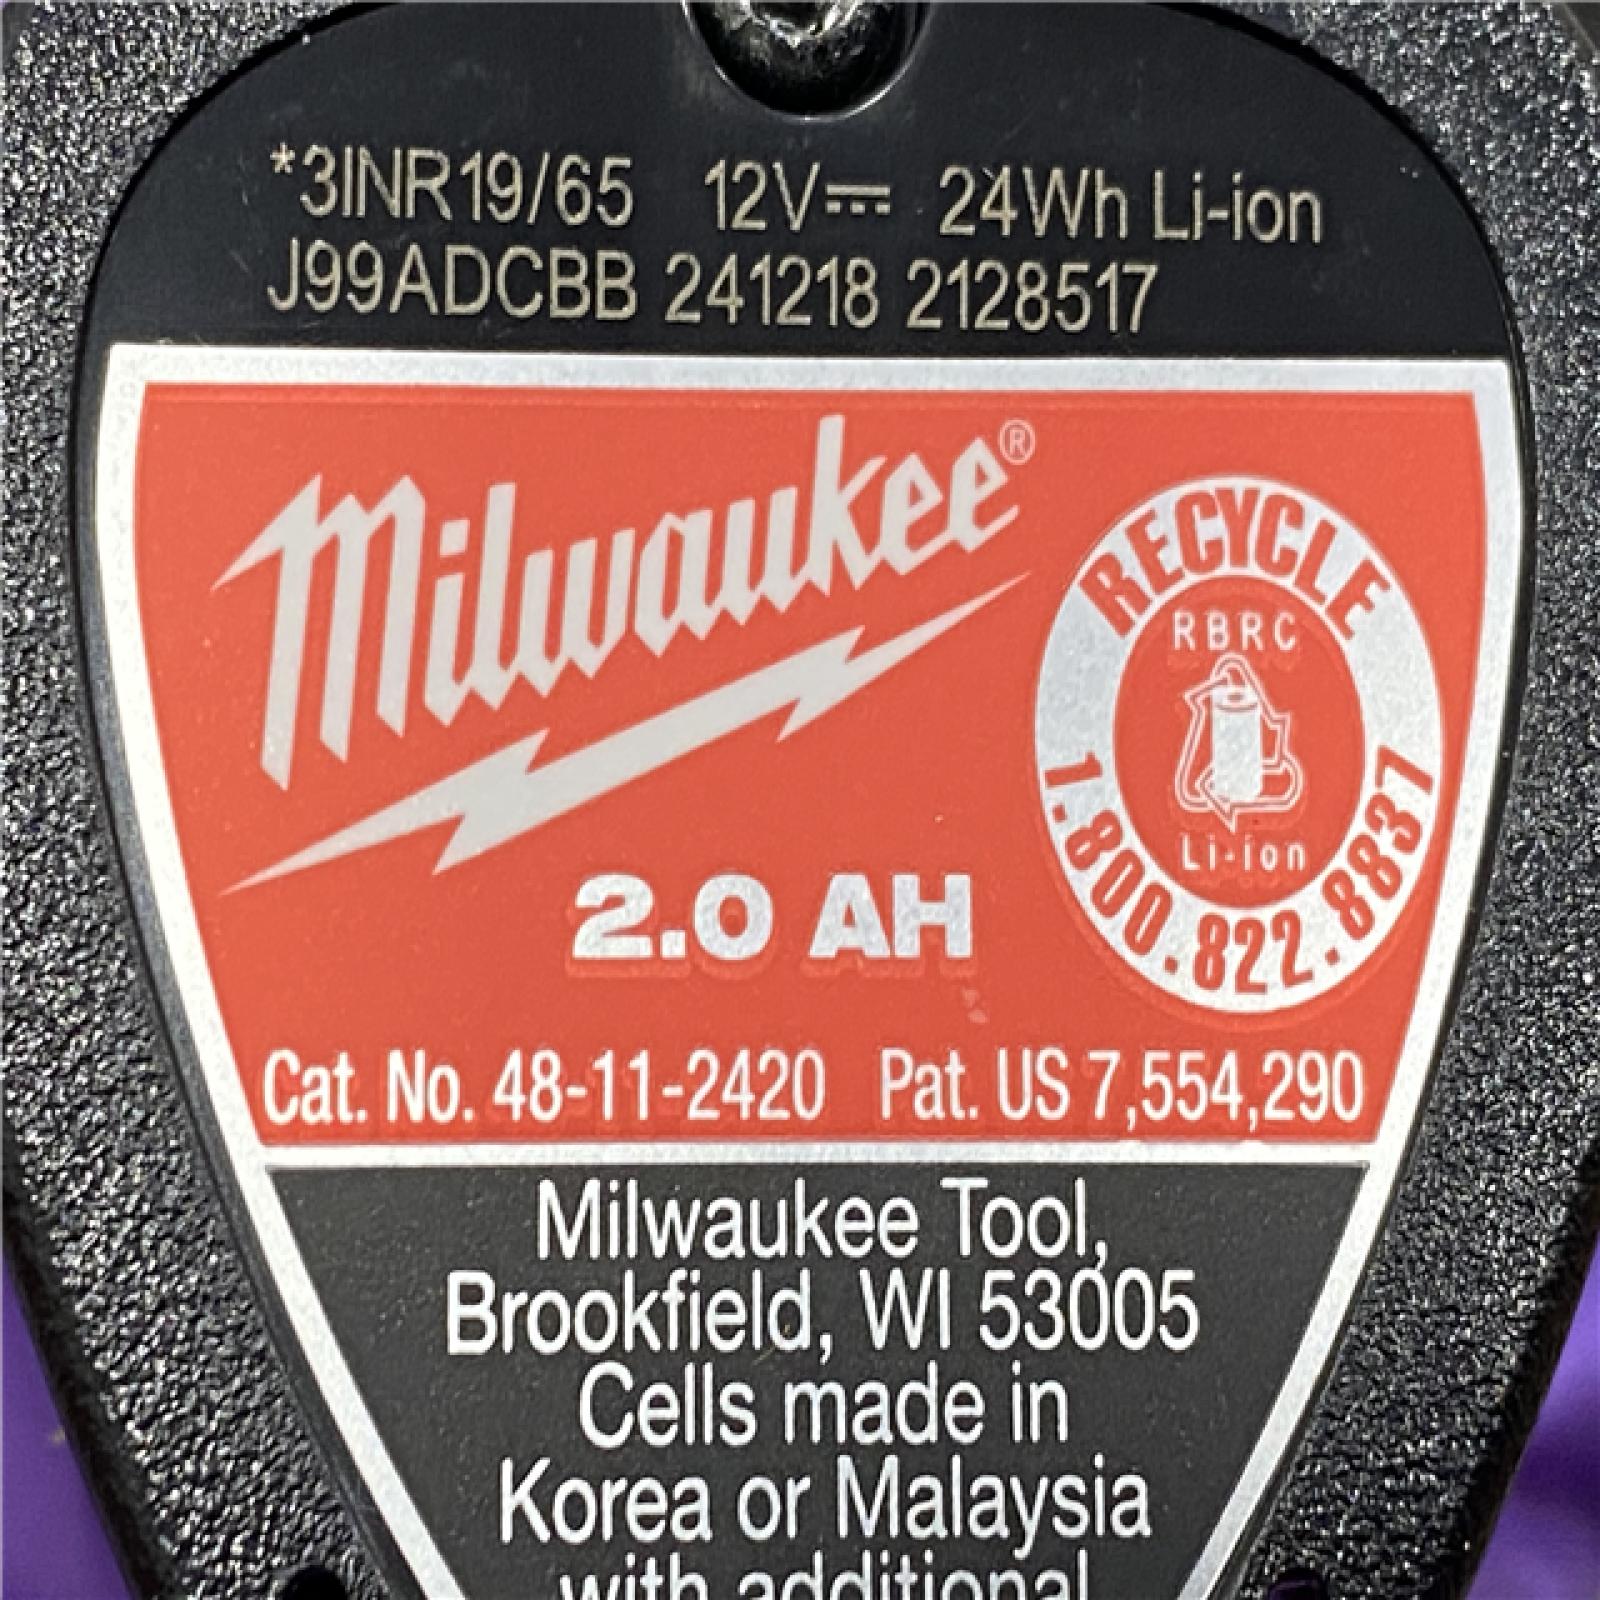 *3INR19/65 12V⎓ 24Wh Li-ion
J99ADCBB 241218 2128517
Milwaukee®
RECYCLE
RBRC
Li-ion
1.800.822.8837
2.0 AH
Cat. No. 48-11-2420 Pat. US 7,554,290
Milwaukee Tool,
Brookfield, WI 53005
Cells made in
Korea or Malaysia
with additional